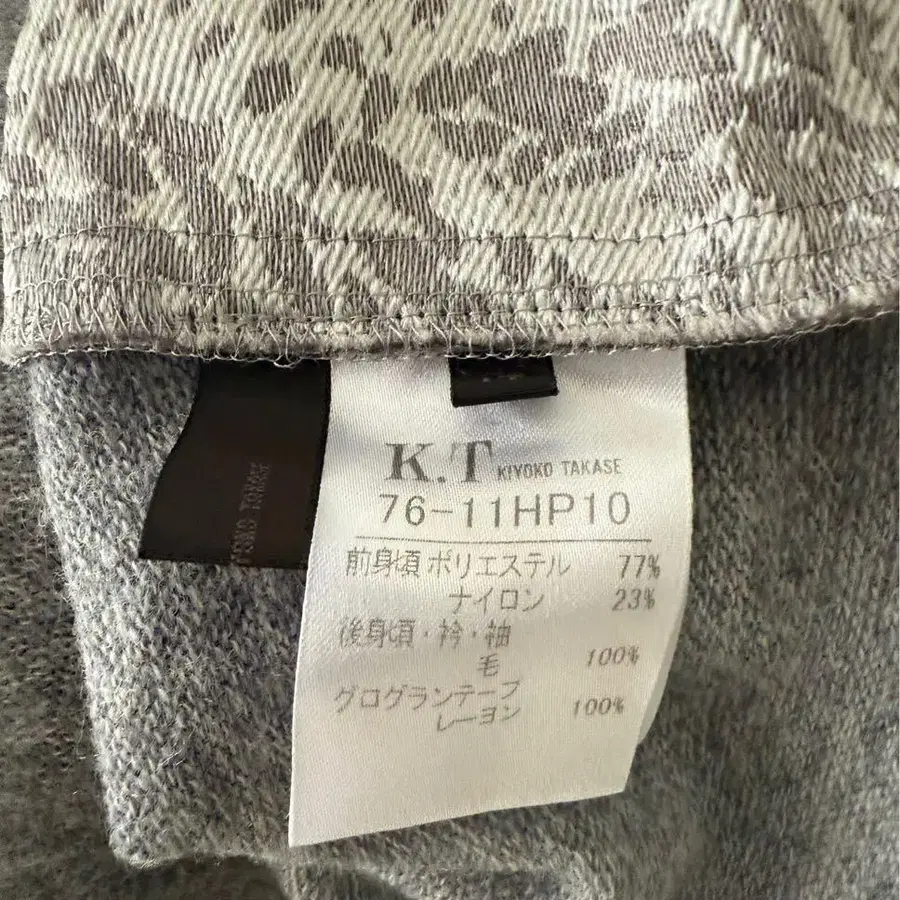 K.T KIYOKO TAKASE
76-11HP10
前身頃 ポリエステル 77%
ナイロン 23%
後身頃・衿・袖
毛 100%
グログランテープ
レーヨン 100%